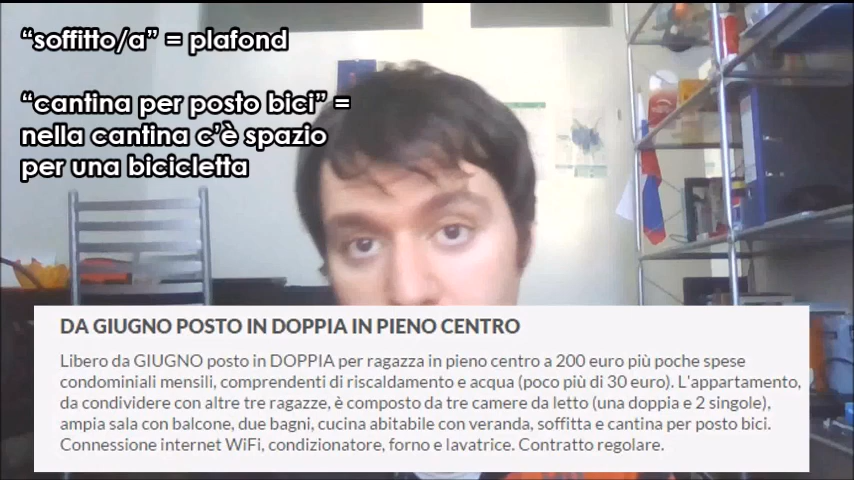 “soffitto/a” = plafond
“cantina per posto bici” =
nella cantina c’è spazio
per una bicicletta
DA GIUGNO POSTO IN DOPPIA IN PIENO CENTRO
Libero da GIUGNO posto in DOPPIA per ragazza in pieno centro a 200 euro più poche spese
condominiali mensili, comprendenti di riscaldamento e acqua (poco più di 30 euro). L'appartamento,
da condividere con altre tre ragazze, è composto da tre camere da letto (una doppia e 2 singole),
ampia sala con balcone, due bagni, cucina abitabile con veranda, soffitta e cantina per posto bici.
Connessione internet WiFi, condizionatore, forno e lavatrice. Contratto regolare.